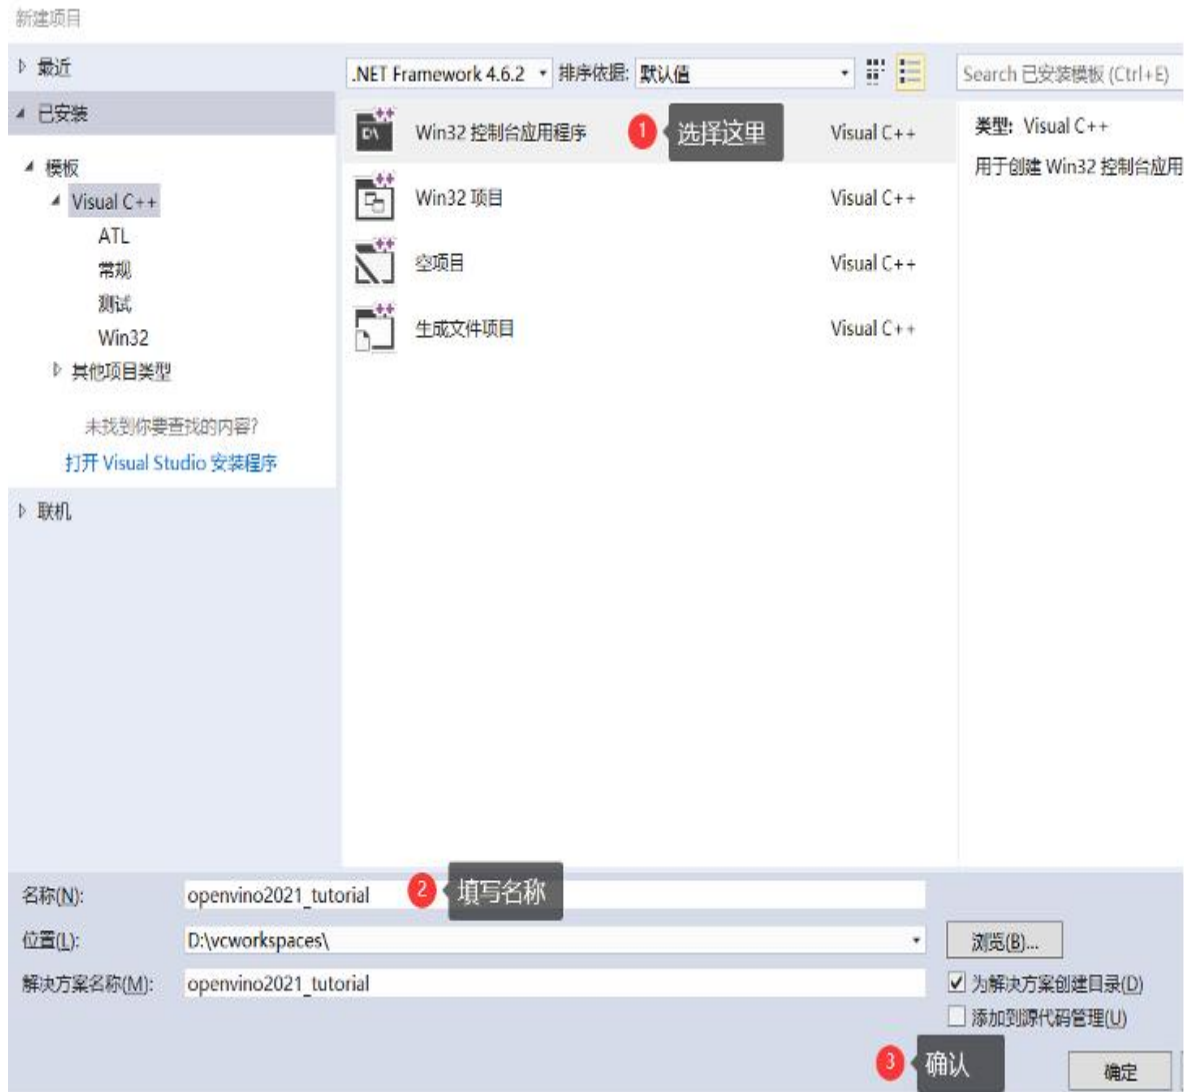 新建项目
最近
已安装
模板
Visual C++
ATL
常规
测试
Win32
其他项目类型
未找到你要查找的内容?
打开 Visual Studio 安装程序
联机
.NET Framework 4.6.2 排序依据: 默认值
Win32 控制台应用程序 1 选择这里 Visual C++
Win32 项目 Visual C++
空项目 Visual C++
生成文件项目 Visual C++
Search 已安装模板 (Ctrl+E)
类型: Visual C++
用于创建 Win32 控制台应用
名称(N): openvino2021_tutorial 2 填写名称
位置(L): D:\vcworkspaces\ 浏览(B)...
解决方案名称(M): openvino2021_tutorial 为解决方案创建目录(D)
添加到源代码管理(U)
3 确认 确定